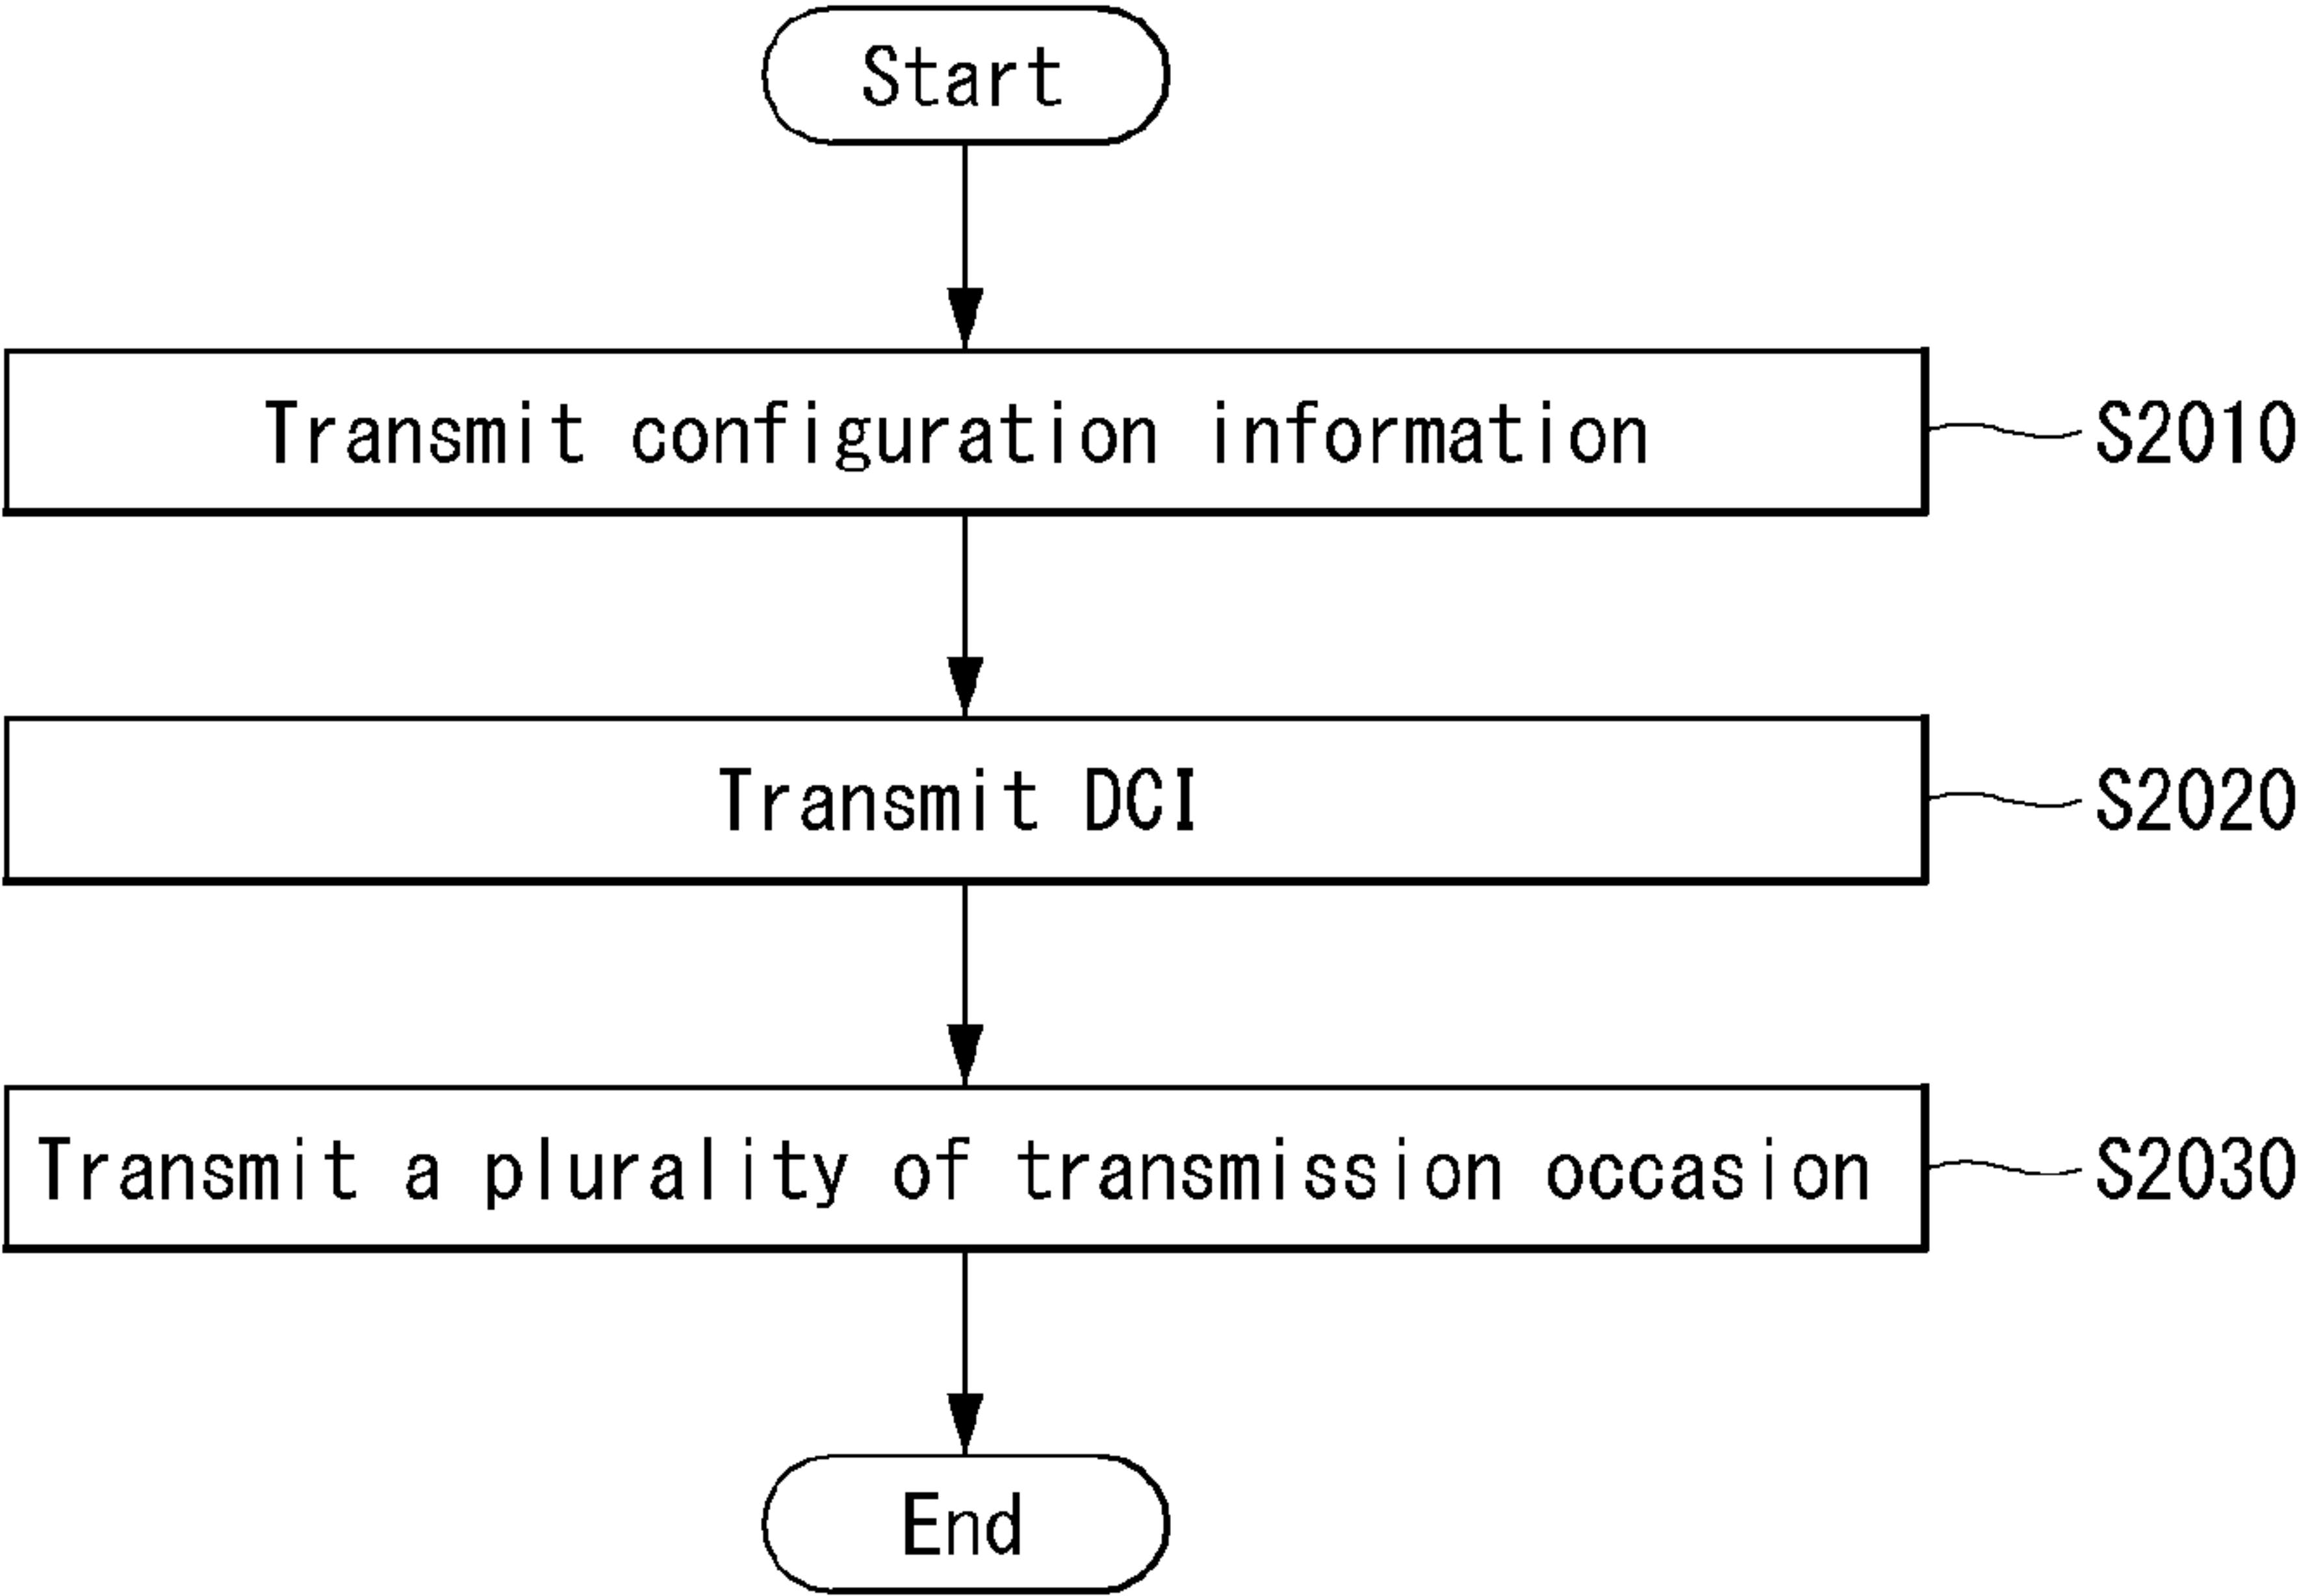 Start
Transmit configuration information
S2010
Transmit DCI
S2020
Transmit a plurality of transmission occasion
S2030
End